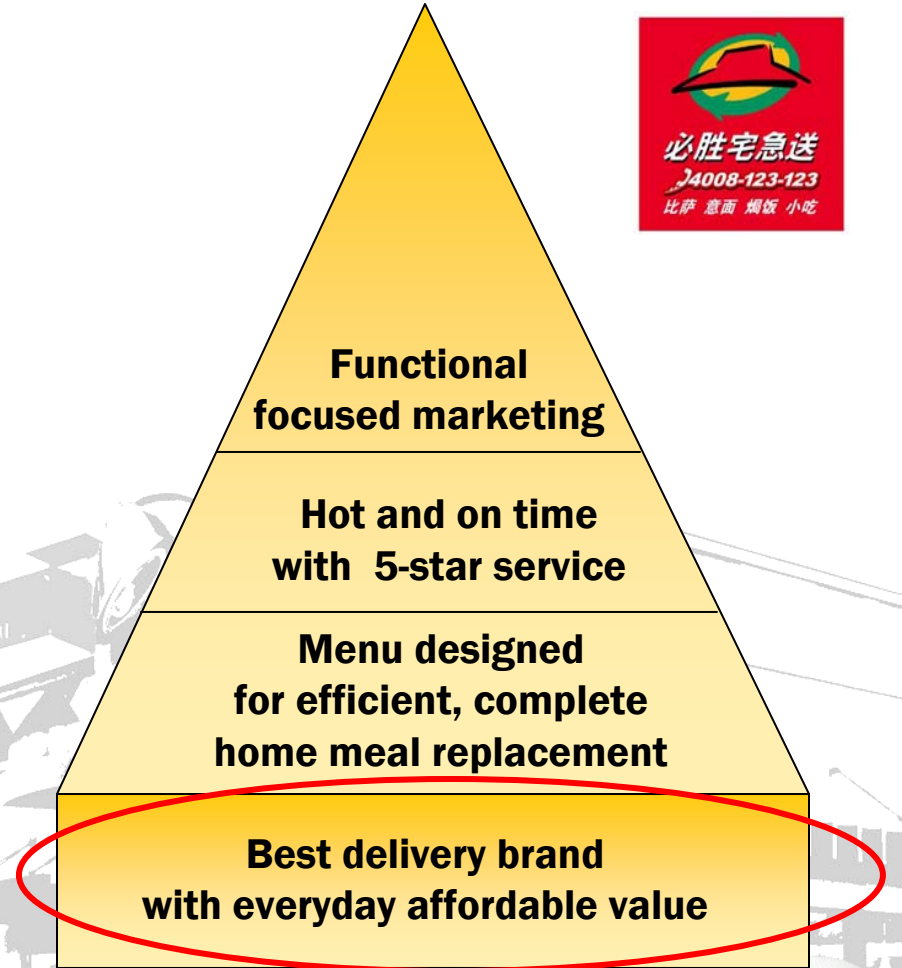 必胜宅急送
4008-123-123
比萨 意面 焗饭 小吃
Functional
focused marketing
Hot and on time
with 5-star service
Menu designed
for efficient, complete
home meal replacement
Best delivery brand
with everyday affordable value